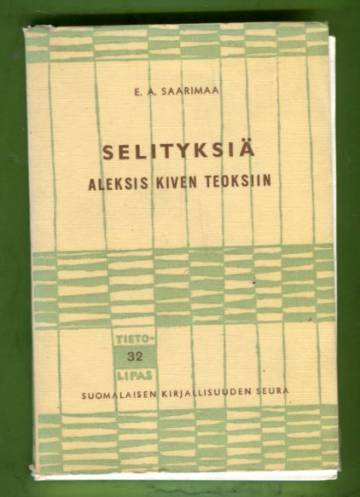 E. A. SAARIMAA
SELITYKSIÄ
ALEKSIS KIVEN TEOKSIIN
TIETO-
32
LIPAS
SUOMALAISEN KIRJALLISUUDEN SEURA